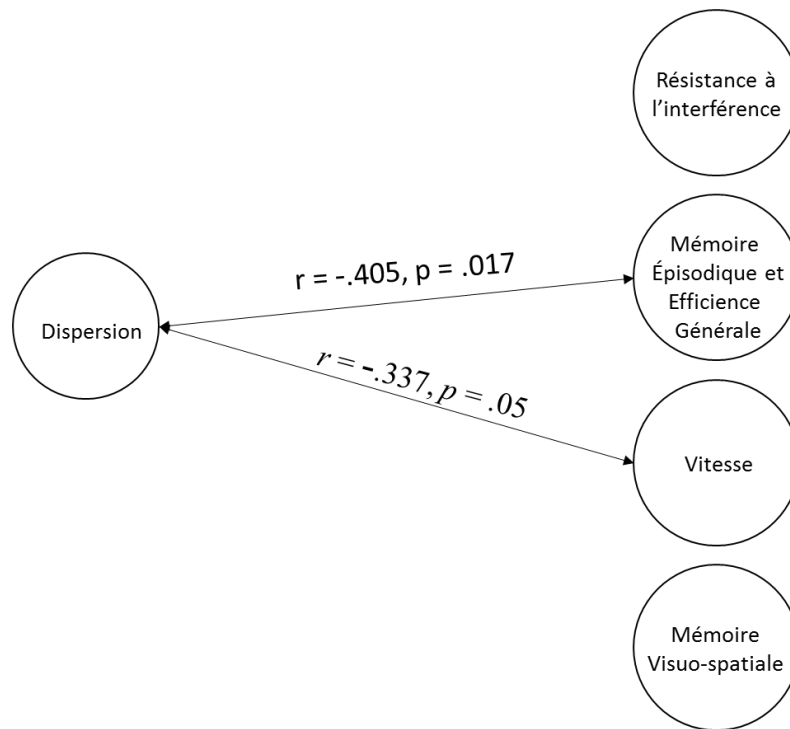 Résistance à
l’interférence
Mémoire
Épisodique et
Efficience
Générale
r = -.405, p = .017
Dispersion
r = -.337, p = .05
Vitesse
Mémoire
Visuo-spatiale